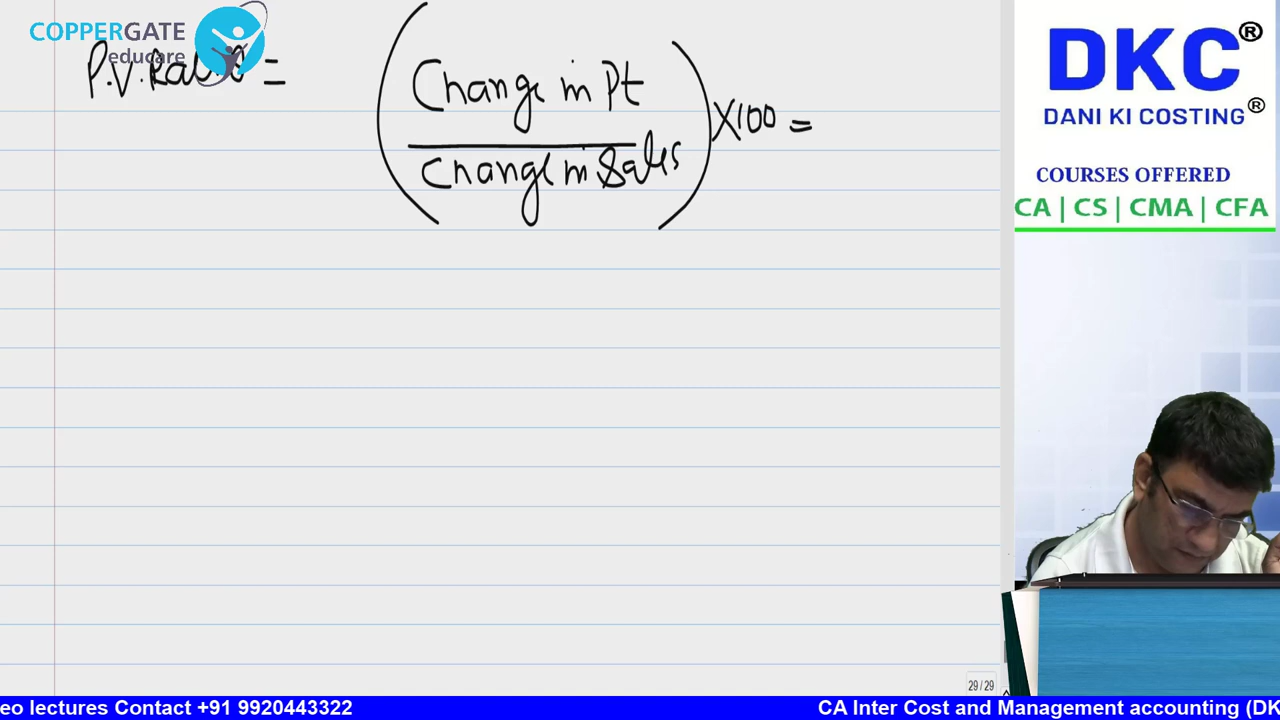 COPPERGATE
educare
P.V. Ratio =
(Change in Pt
Change in Sales) X100 =
DKC®
DANI KI COSTING®
COURSES OFFERED
CA | CS | CMA | CFA
29 / 29
eo lectures Contact +91 9920443322
CA Inter Cost and Management accounting (DK